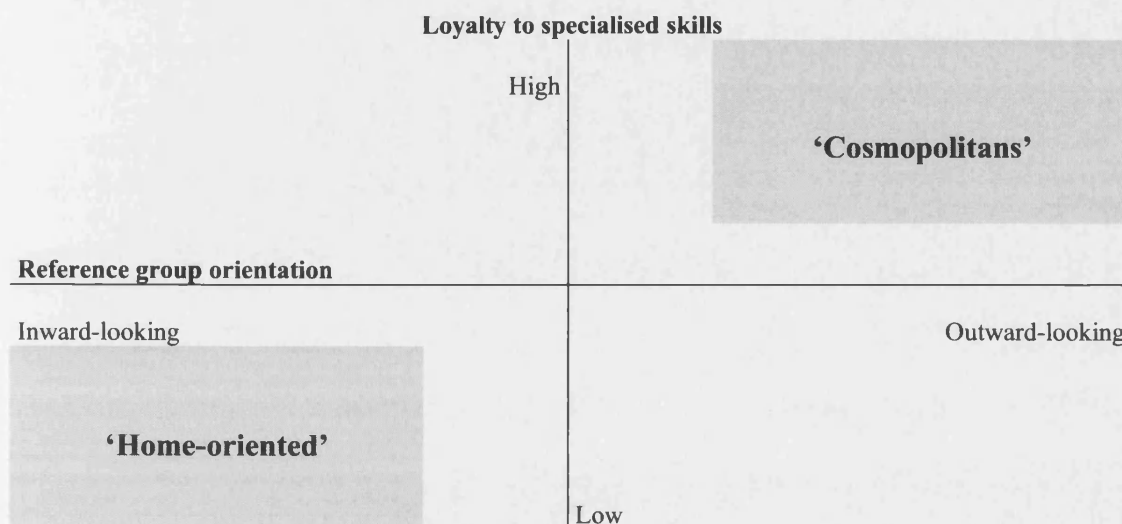 Loyalty to specialised skills
High
‘Cosmopolitans’
Reference group orientation
Inward-looking
Outward-looking
‘Home-oriented’
Low